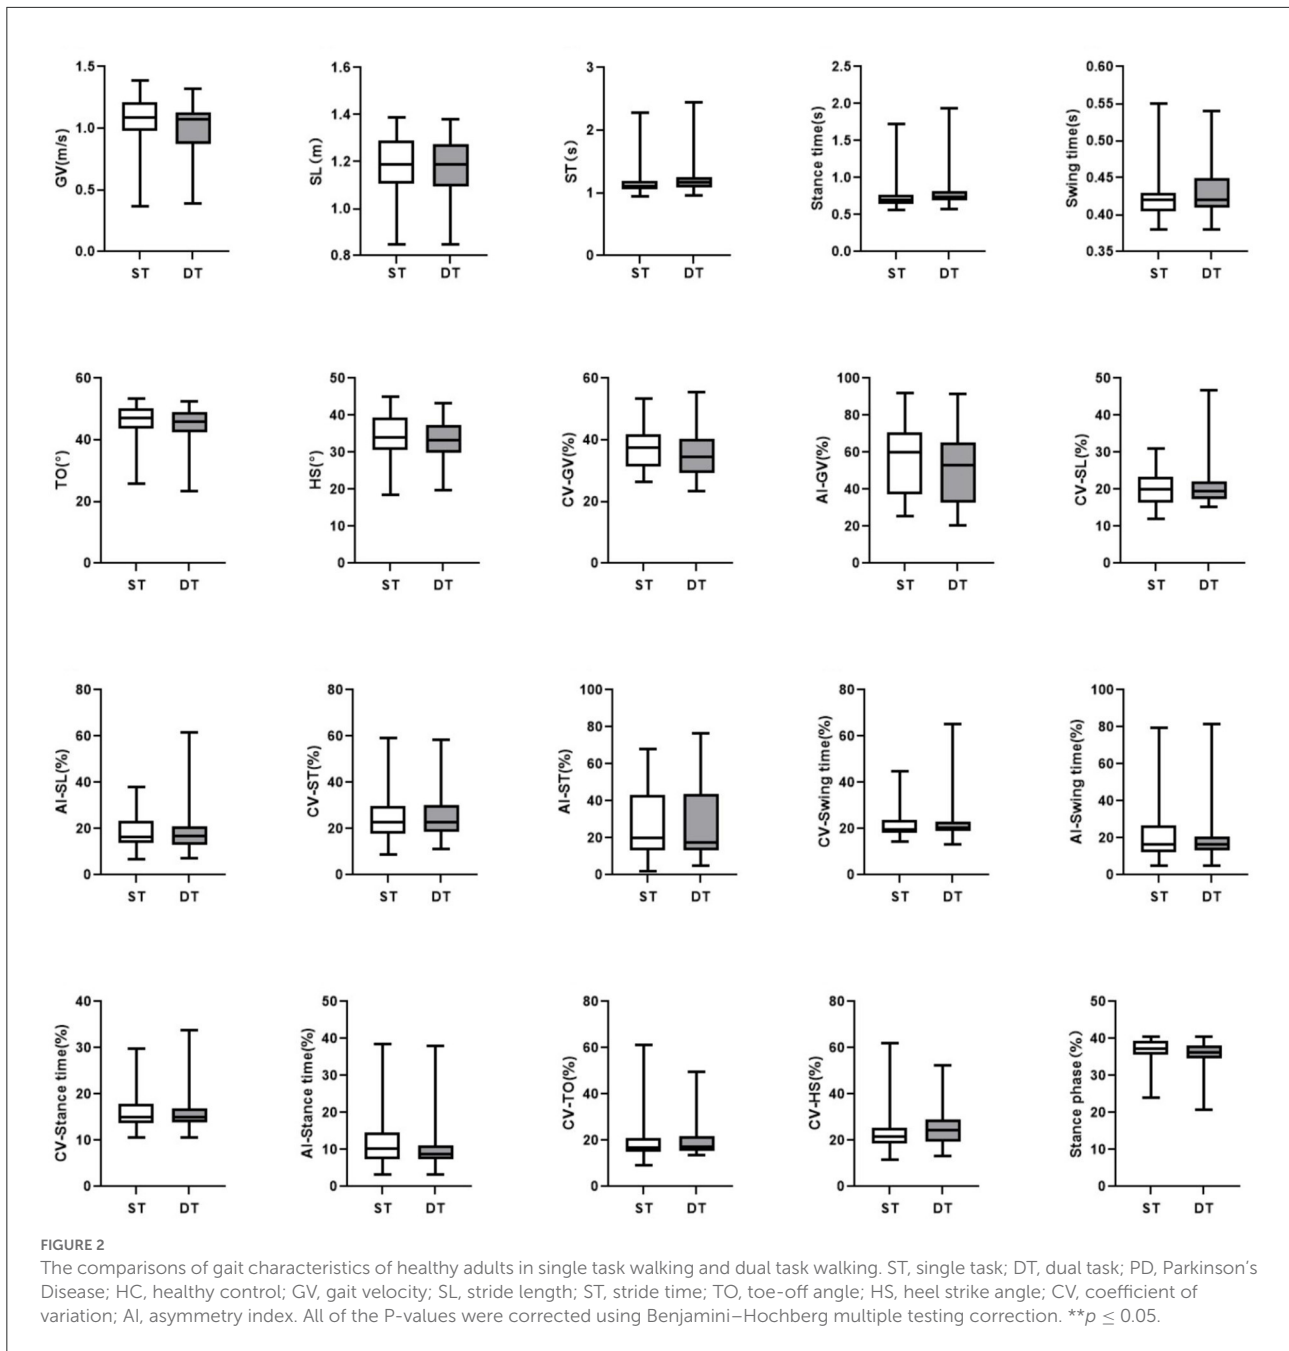 1.5
1.0
0.5
0.0
GV(m/s)
ST DT
1.6
1.4
1.2
1.0
0.8
SL (m)
ST DT
3
2
1
0
ST (s)
ST DT
2.5
2.0
1.5
1.0
0.5
0.0
Stance time(s)
ST DT
0.60
0.55
0.50
0.45
0.40
0.35
Swing time(s)
ST DT
60
40
20
0
TO(°)
ST DT
50
40
30
20
10
0
HS(°)
ST DT
60
40
20
0
CV-GV(%)
ST DT
100
80
60
40
20
0
AI-GV(%)
ST DT
50
40
30
20
10
0
CV-SL(%)
ST DT
80
60
40
20
0
AI-SL(%)
ST DT
80
60
40
20
0
CV-ST(%)
ST DT
100
80
60
40
20
0
AI-ST(%)
ST DT
80
60
40
20
0
CV-Swing time(%)
ST DT
100
80
60
40
20
0
AI-Swing time(%)
ST DT
40
30
20
10
0
CV-Stance time(%)
ST DT
50
40
30
20
10
0
AI-Stance time(%)
ST DT
80
60
40
20
0
CV-TO(%)
ST DT
80
60
40
20
0
CV-HS(%)
ST DT
50
40
30
20
10
0
Stance phase (%)
ST DT
FIGURE 2
The comparisons of gait characteristics of healthy adults in single task walking and dual task walking. ST, single task; DT, dual task; PD, Parkinson's
Disease; HC, healthy control; GV, gait velocity; SL, stride length; ST, stride time; TO, toe-off angle; HS, heel strike angle; CV, coefficient of
variation; AI, asymmetry index. All of the P-values were corrected using Benjamini–Hochberg multiple testing correction. **p ≤ 0.05.